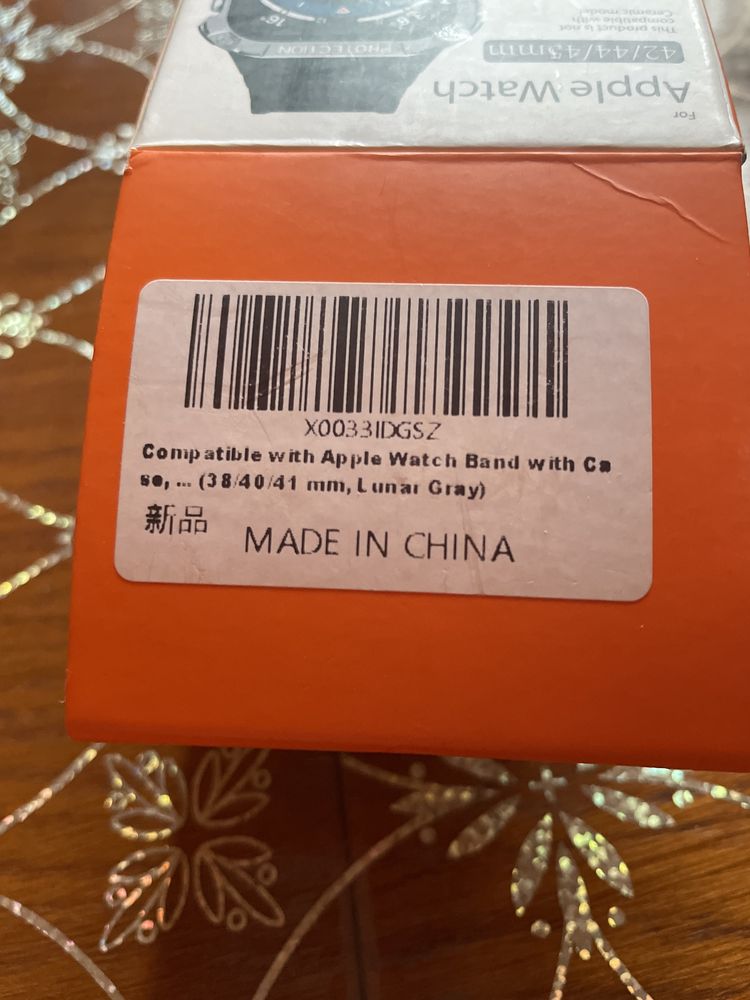 For
Apple Watch
42/44/45mm
This product is not
compatible with
Ceramic model
PROTECTION
X0033IDGSZ
Compatible with Apple Watch Band with Ca
se, ... (38/40/41 mm, Lunar Gray)
新品
MADE IN CHINA